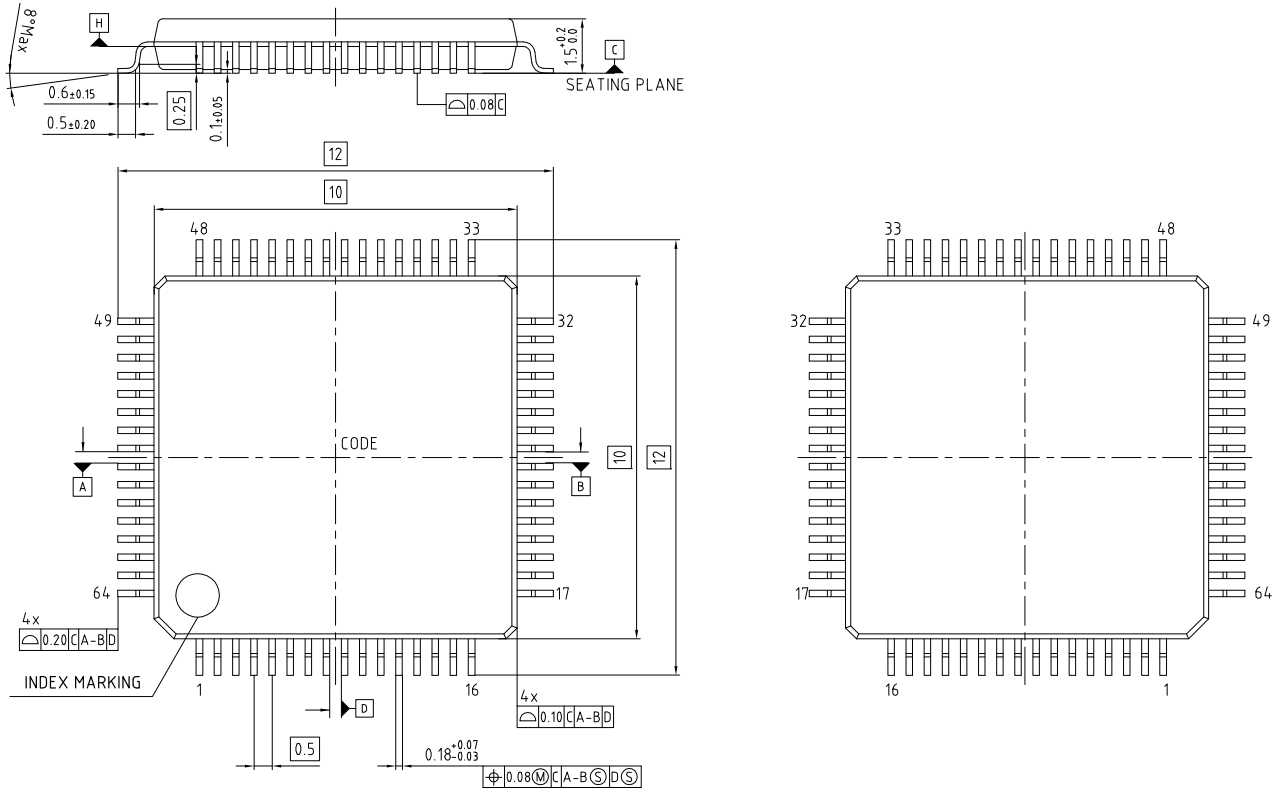 8°Max
H
1.5+0.2 0.0
C
SEATING PLANE
0.6±0.15
0.25
0.1±0.05
⌓ 0.08 C
0.5±0.20
12
10
48 33
33 48
49 32
32 49
CODE
10
12
A
B
64 17
17 64
4x
⌓ 0.20 C A-B D
INDEX MARKING
1 16
16 1
D
4x
⌓ 0.10 C A-B D
0.5
0.18+0.07 -0.03
⌖ 0.08 Ⓜ C A-B Ⓢ D Ⓢ